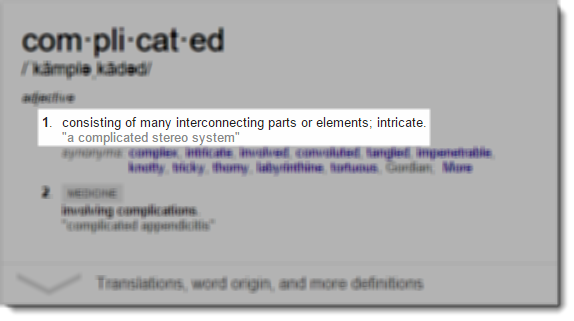 com·pli·cat·ed
/ˈkämpləˌkādəd/
adjective
1. consisting of many interconnecting parts or elements; intricate.
"a complicated stereo system"
synonyms: complex, intricate, involved, convoluted, tangled, impenetrable,
knotty, tricky, thorny, labyrinthine, tortuous, Gordian; More
2. MEDICINE
involving complications.
"complicated appendicitis"
Translations, word origin, and more definitions